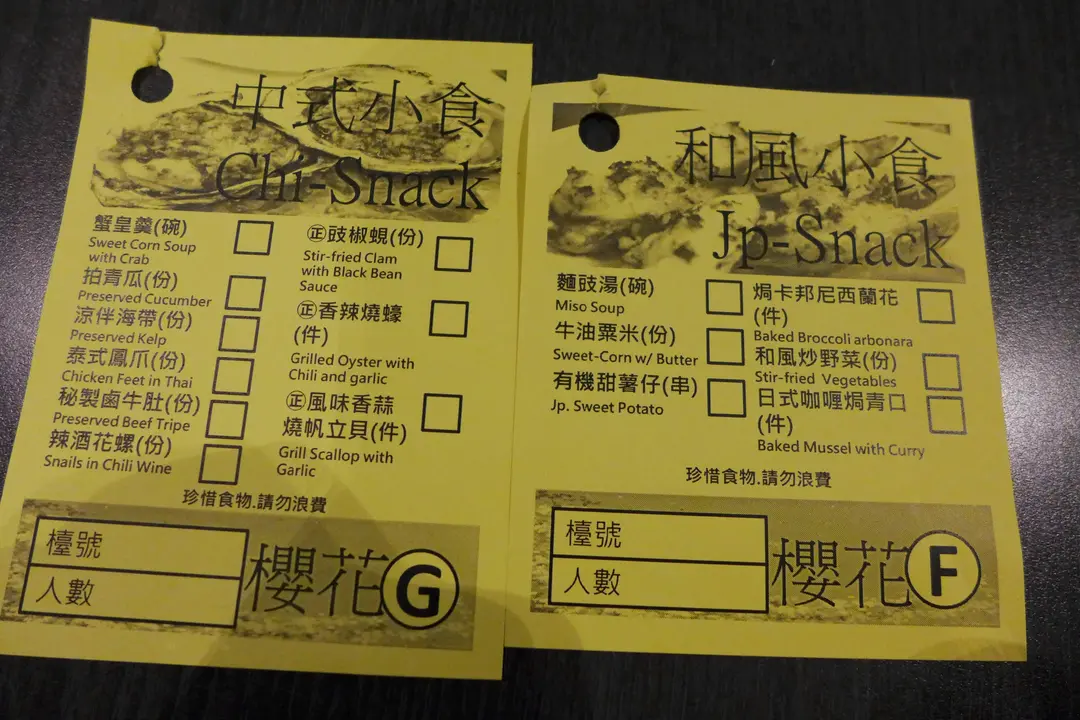 中式小食
Chi-Snack
蟹皇羹(碗)
Sweet Corn Soup
with Crab
拍青瓜(份)
Preserved Cucumber
涼伴海帶(份)
Preserved Kelp
泰式鳳爪(份)
Chicken Feet in Thai
秘製鹵牛肚(份)
Preserved Beef Tripe
辣酒花螺(份)
Snails in Chili Wine
㊣豉椒蜆(份)
Stir-fried Clam
with Black Bean
Sauce
㊣香辣燒蠔
(件)
Grilled Oyster with
Chili and garlic
㊣風味香蒜
燒帆立貝(件)
Grill Scallop with
Garlic
珍惜食物.請勿浪費
檯號
人數
櫻花G
和風小食
Jp-Snack
麵豉湯(碗)
Miso Soup
牛油粟米(份)
Sweet-Corn w/ Butter
有機甜薯仔(串)
Jp. Sweet Potato
焗卡邦尼西蘭花
(件)
Baked Broccoli arbonara
和風炒野菜(份)
Stir-fried Vegetables
日式咖喱焗青口
(件)
Baked Mussel with Curry
珍惜食物.請勿浪費
檯號
人數
櫻花F